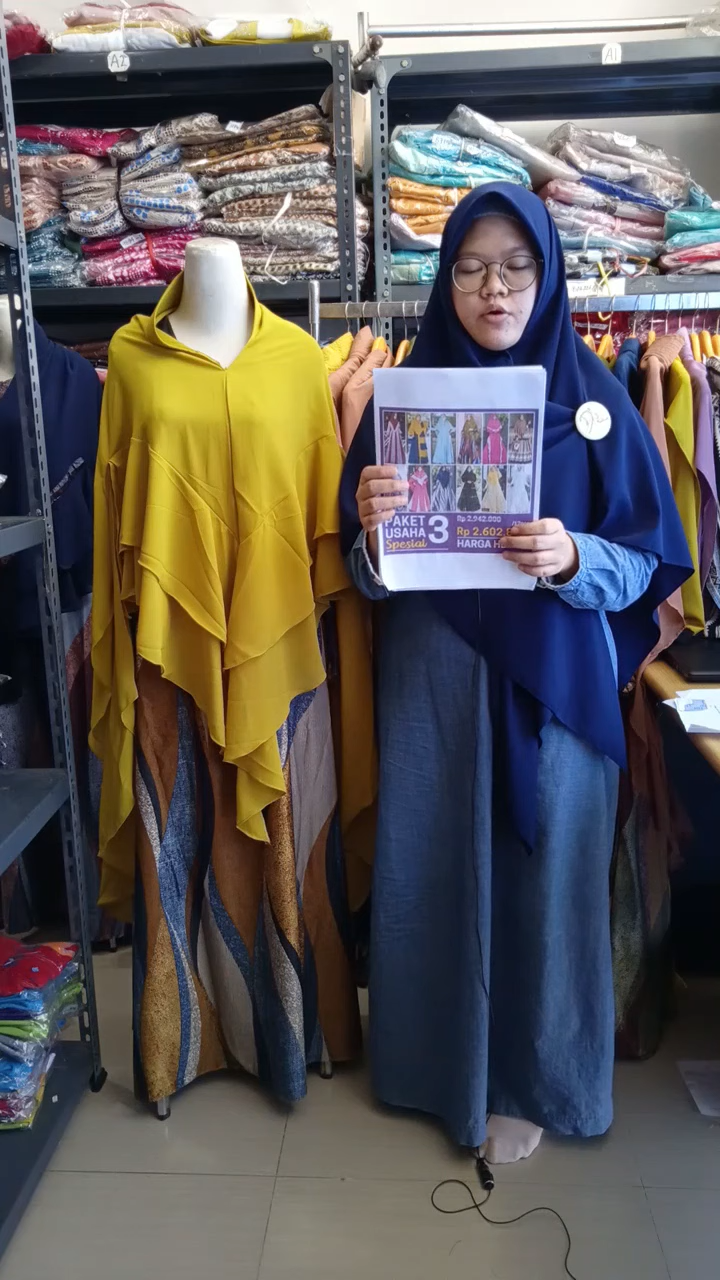 A2
A1
PAKET
USAHA 3
Spesial
Rp 2.942.000
Rp 2.602.
HARGA H